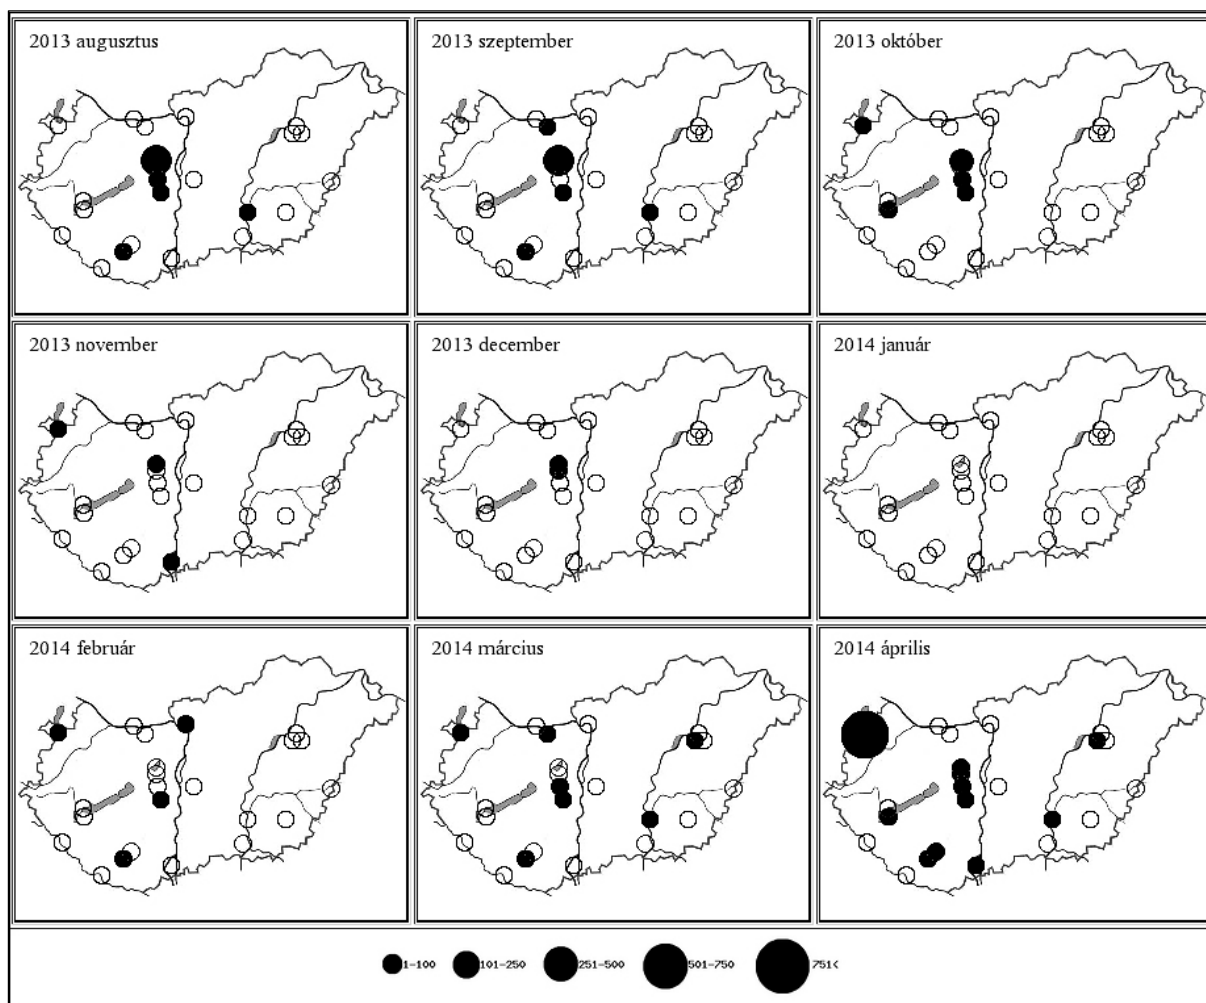 2013 augusztus
2013 szeptember
2013 október
2013 november
2013 december
2014 január
2014 február
2014 március
2014 április
1-100 101-250 251-500 501-750 751<